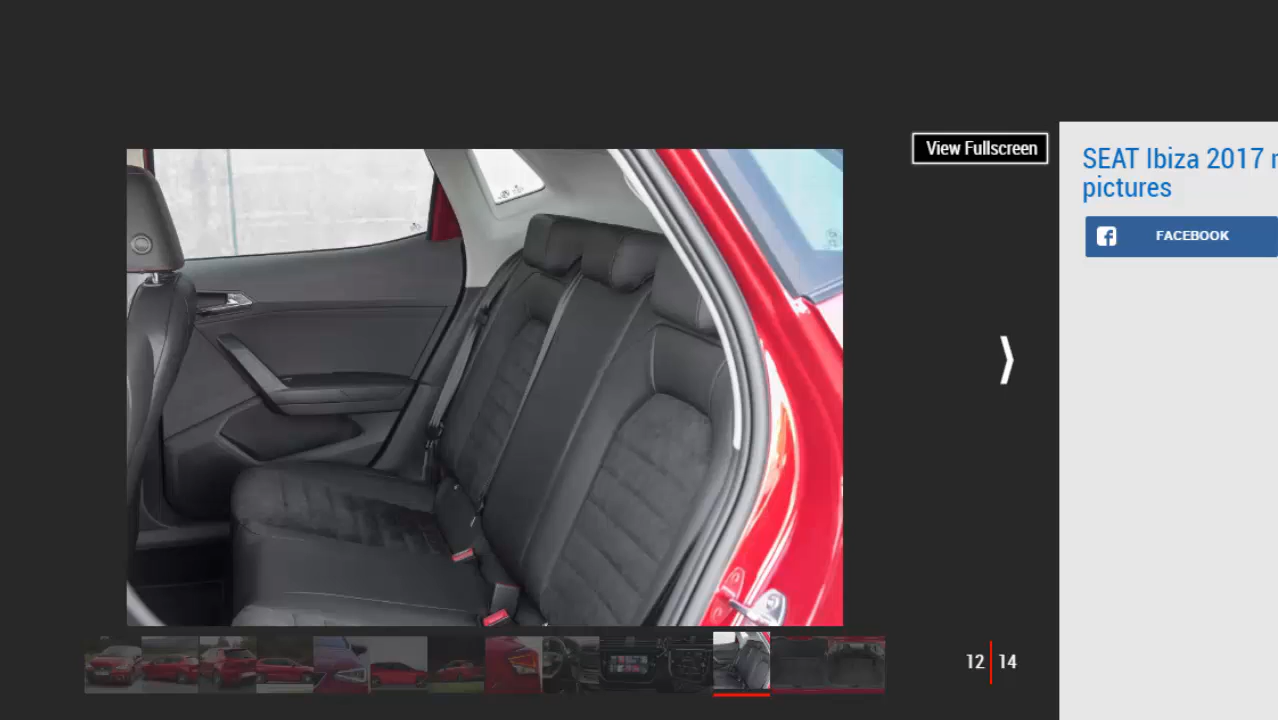 View Fullscreen
SEAT Ibiza 2017 r
pictures
FACEBOOK
12 14